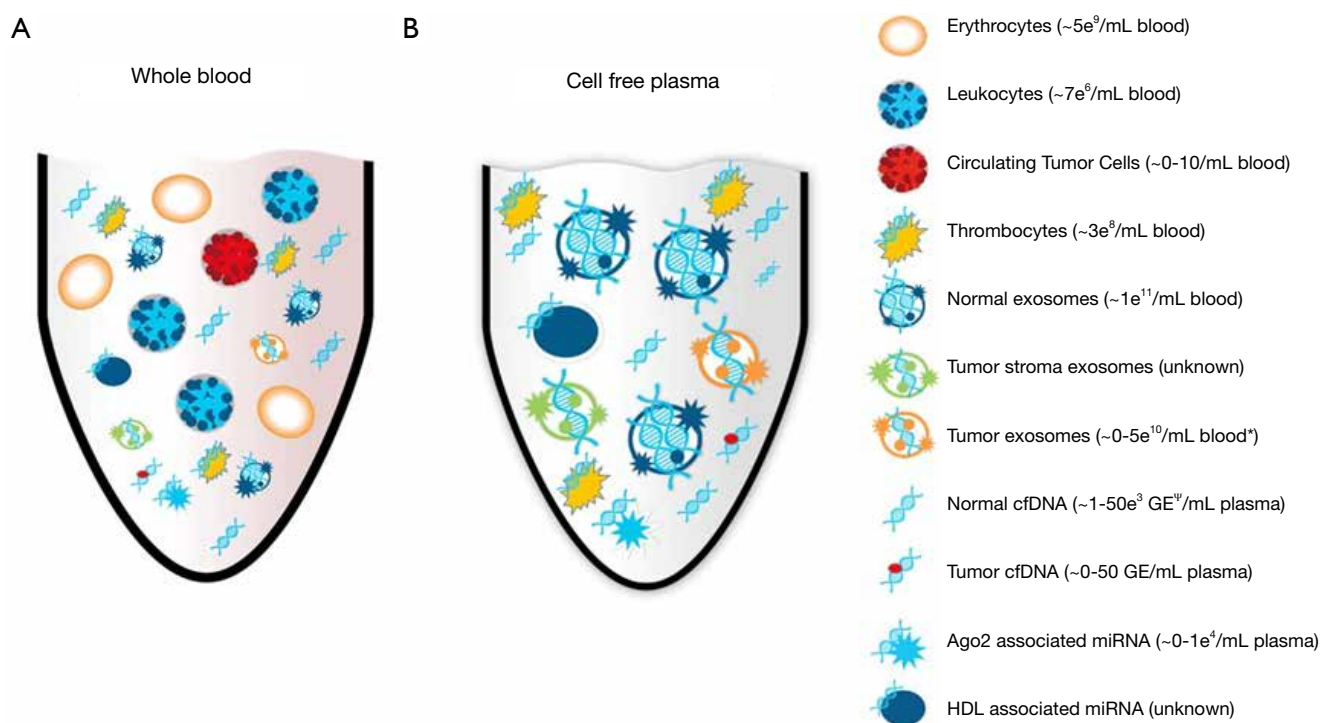 A
B
Whole blood
Cell free plasma
Erythrocytes (~5e⁹/mL blood)
Leukocytes (~7e⁶/mL blood)
Circulating Tumor Cells (~0-10/mL blood)
Thrombocytes (~3e⁸/mL blood)
Normal exosomes (~1e¹¹/mL blood)
Tumor stroma exosomes (unknown)
Tumor exosomes (~0-5e¹⁰/mL blood*)
Normal cfDNA (~1-50e³ GE�Ψ/mL plasma)
Tumor cfDNA (~0-50 GE/mL plasma)
Ago2 associated miRNA (~0-1e⁴/mL plasma)
HDL associated miRNA (unknown)